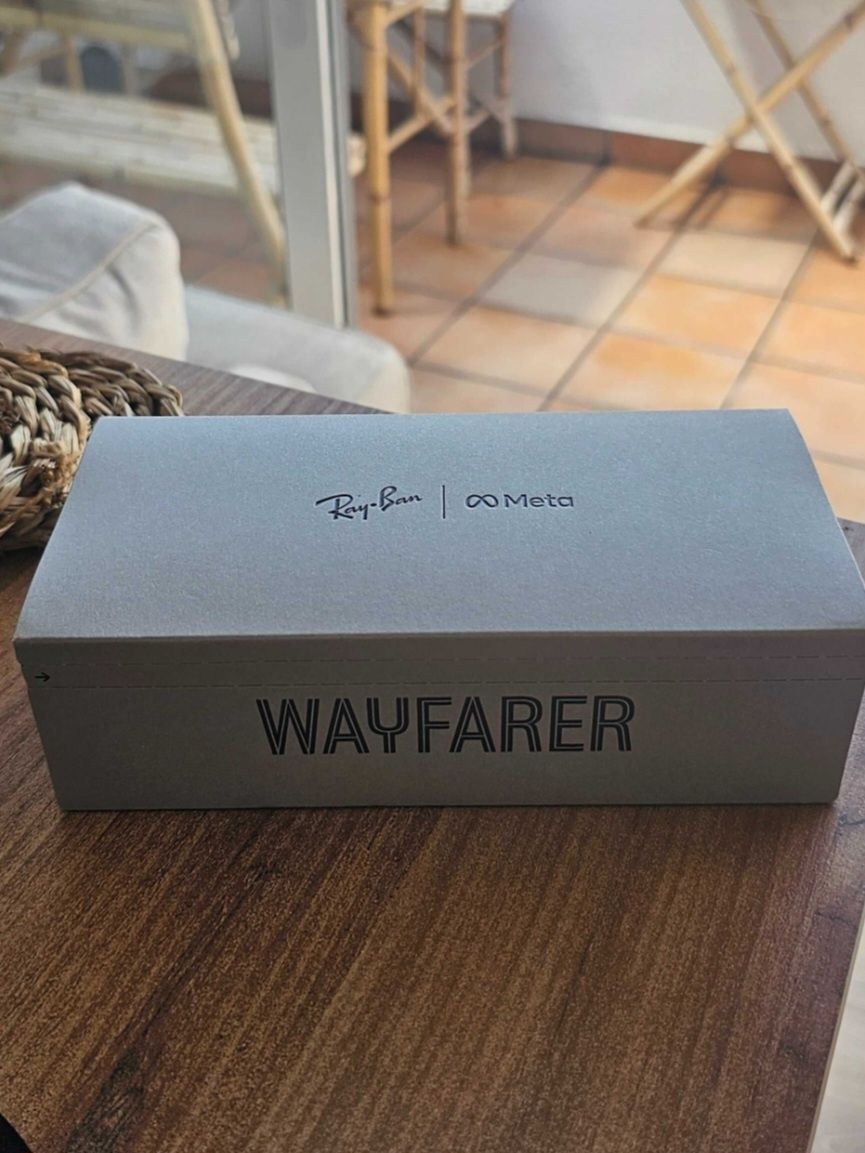 Ray-Ban | ∞ Meta
→
WAYFARER